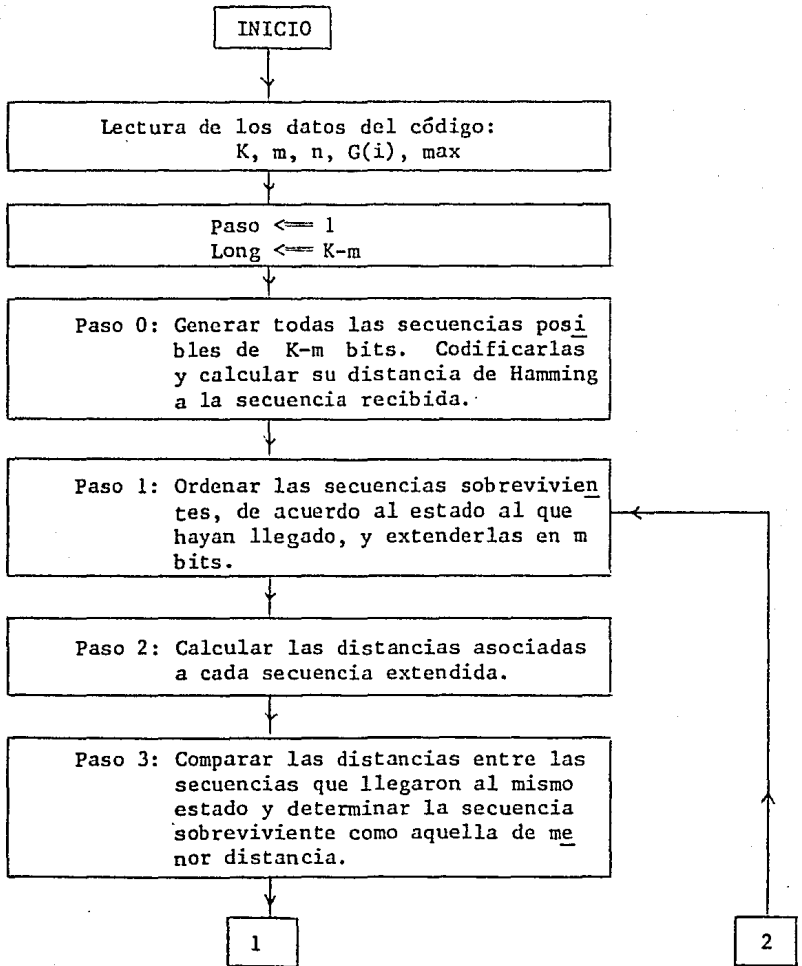 INICIO
Lectura de los datos del código:
K, m, n, G(i), max
Paso <== 1
Long <== K-m
Paso 0: Generar todas las secuencias posi
bles de K-m bits. Codificarlas
y calcular su distancia de Hamming
a la secuencia recibida.
Paso 1: Ordenar las secuencias sobrevivien
tes, de acuerdo al estado al que
hayan llegado, y extenderlas en m
bits.
Paso 2: Calcular las distancias asociadas
a cada secuencia extendida.
Paso 3: Comparar las distancias entre las
secuencias que llegaron al mismo
estado y determinar la secuencia
sobreviviente como aquella de me
nor distancia.
1
2